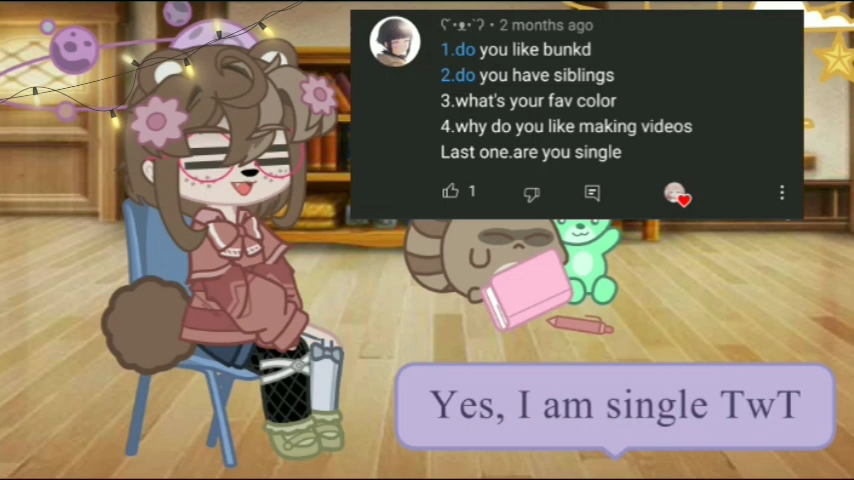 ʕ´•ᴥ•`ʔ • 2 months ago
1.do you like bunkd
2.do you have siblings
3.what's your fav color
4.why do you like making videos
Last one.are you single
1
Yes, I am single TwT